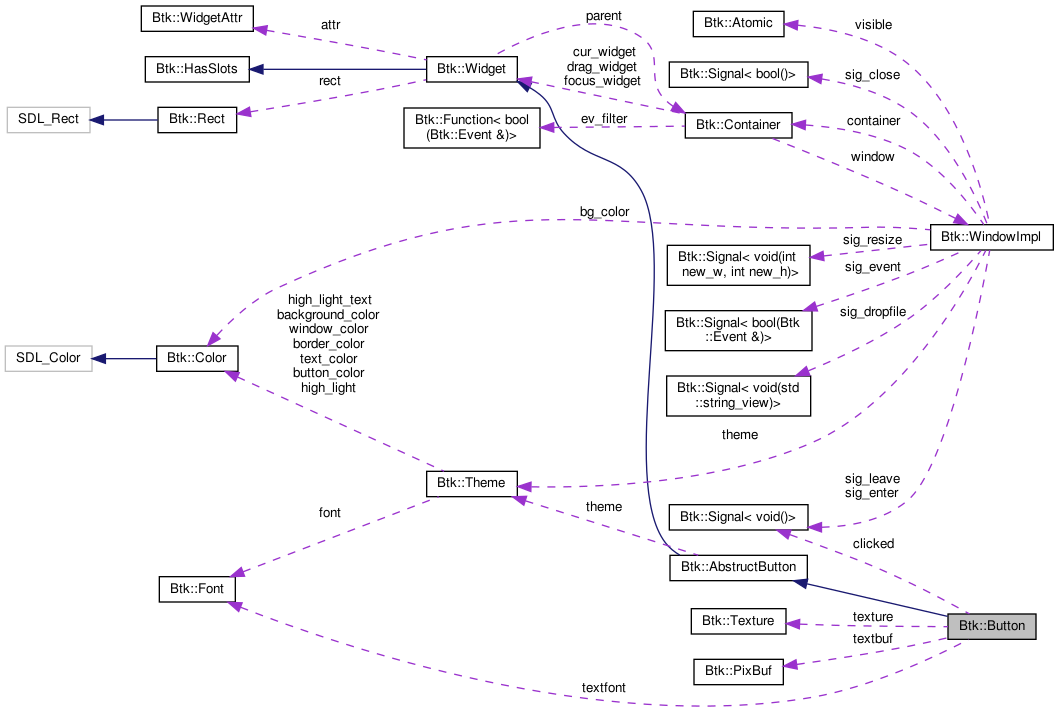 Btk::WidgetAttr
attr
parent
Btk::Atomic
visible
Btk::HasSlots
Btk::Widget
cur_widget
drag_widget
focus_widget
Btk::Signal< bool()>
sig_close
rect
SDL_Rect
Btk::Rect
Btk::Function< bool
(Btk::Event &)>
ev_filter
Btk::Container
container
window
bg_color
Btk::WindowImpl
Btk::Signal< void(int
new_w, int new_h)>
sig_resize
sig_event
high_light_text
background_color
window_color
border_color
text_color
button_color
high_light
Btk::Signal< bool(Btk
::Event &)>
sig_dropfile
SDL_Color
Btk::Color
Btk::Signal< void(std
::string_view)>
theme
Btk::Theme
sig_leave
sig_enter
font
theme
Btk::Signal< void()>
clicked
Btk::AbstructButton
Btk::Font
Btk::Texture
texture
Btk::Button
textbuf
Btk::PixBuf
textfont